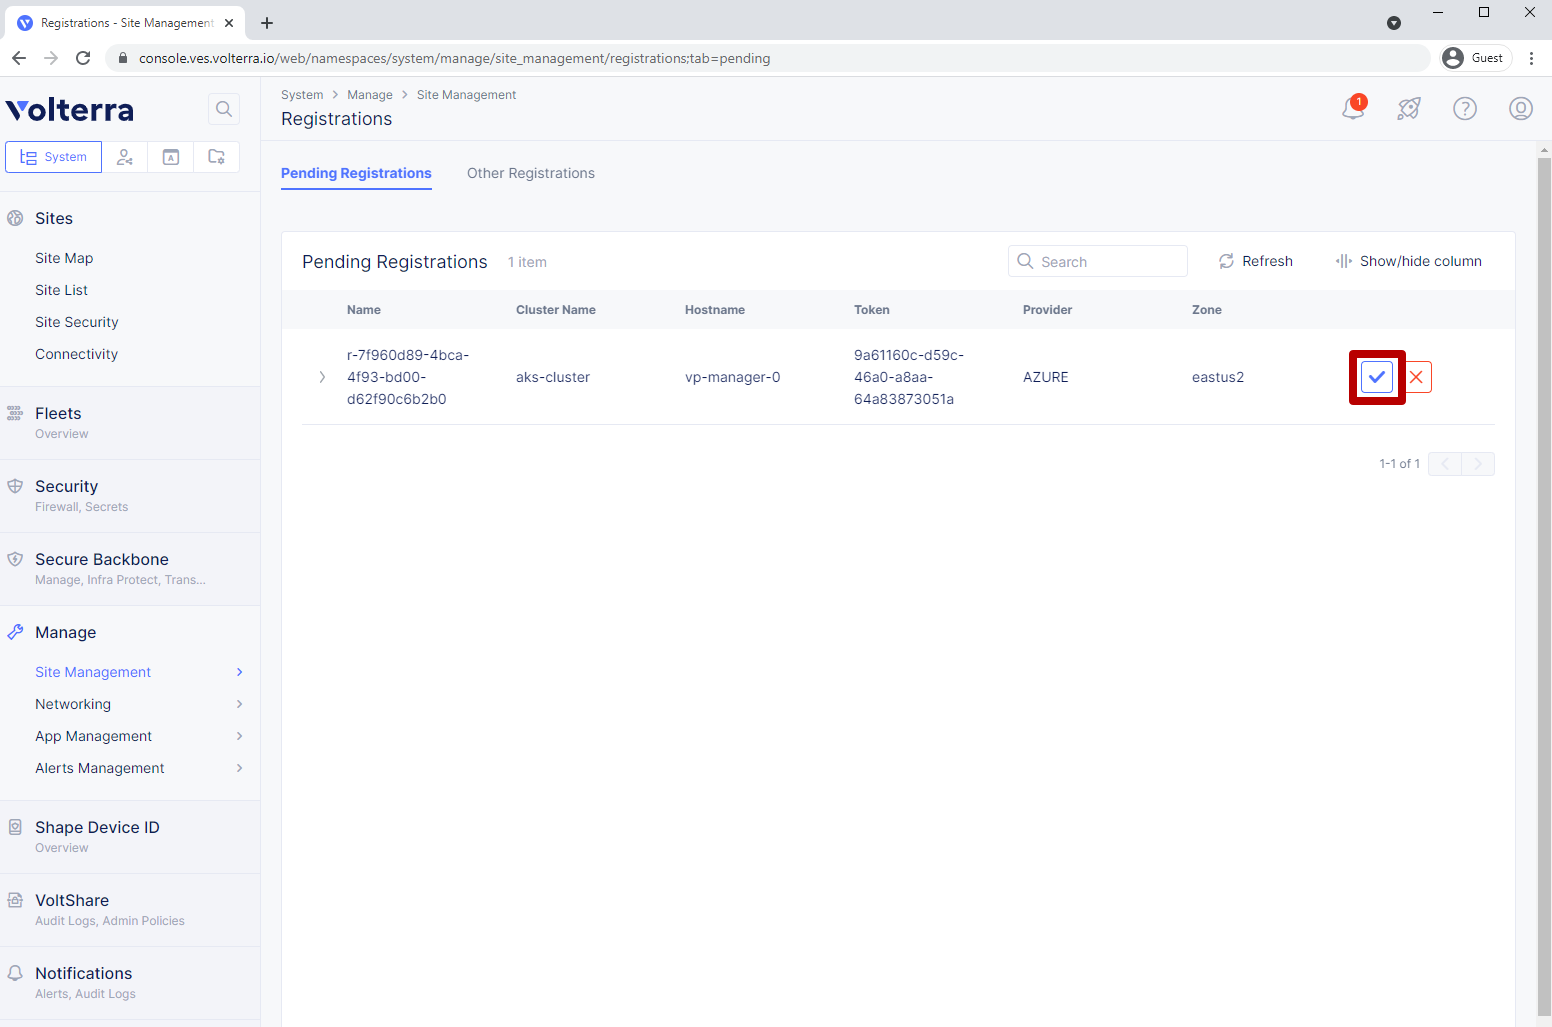 Registrations - Site Management
console.ves.volterra.io/web/namespaces/system/manage/site_management/registrations;tab=pending
Guest
Volterra
System
System > Manage > Site Management
Registrations
1
Pending Registrations
Other Registrations
Sites
Site Map
Site List
Site Security
Connectivity
Fleets
Overview
Security
Firewall, Secrets
Secure Backbone
Manage, Infra Protect, Trans...
Manage
Site Management
Networking
App Management
Alerts Management
Shape Device ID
Overview
VoltShare
Audit Logs, Admin Policies
Notifications
Alerts, Audit Logs
Pending Registrations 1 item
Search
Refresh
Show/hide column
Name Cluster Name Hostname Token Provider Zone
r-7f960d89-4bca-
4f93-bd00-
d62f90c6b2b0
aks-cluster
vp-manager-0
9a61160c-d59c-
46a0-a8aa-
64a83873051a
AZURE
eastus2
1-1 of 1